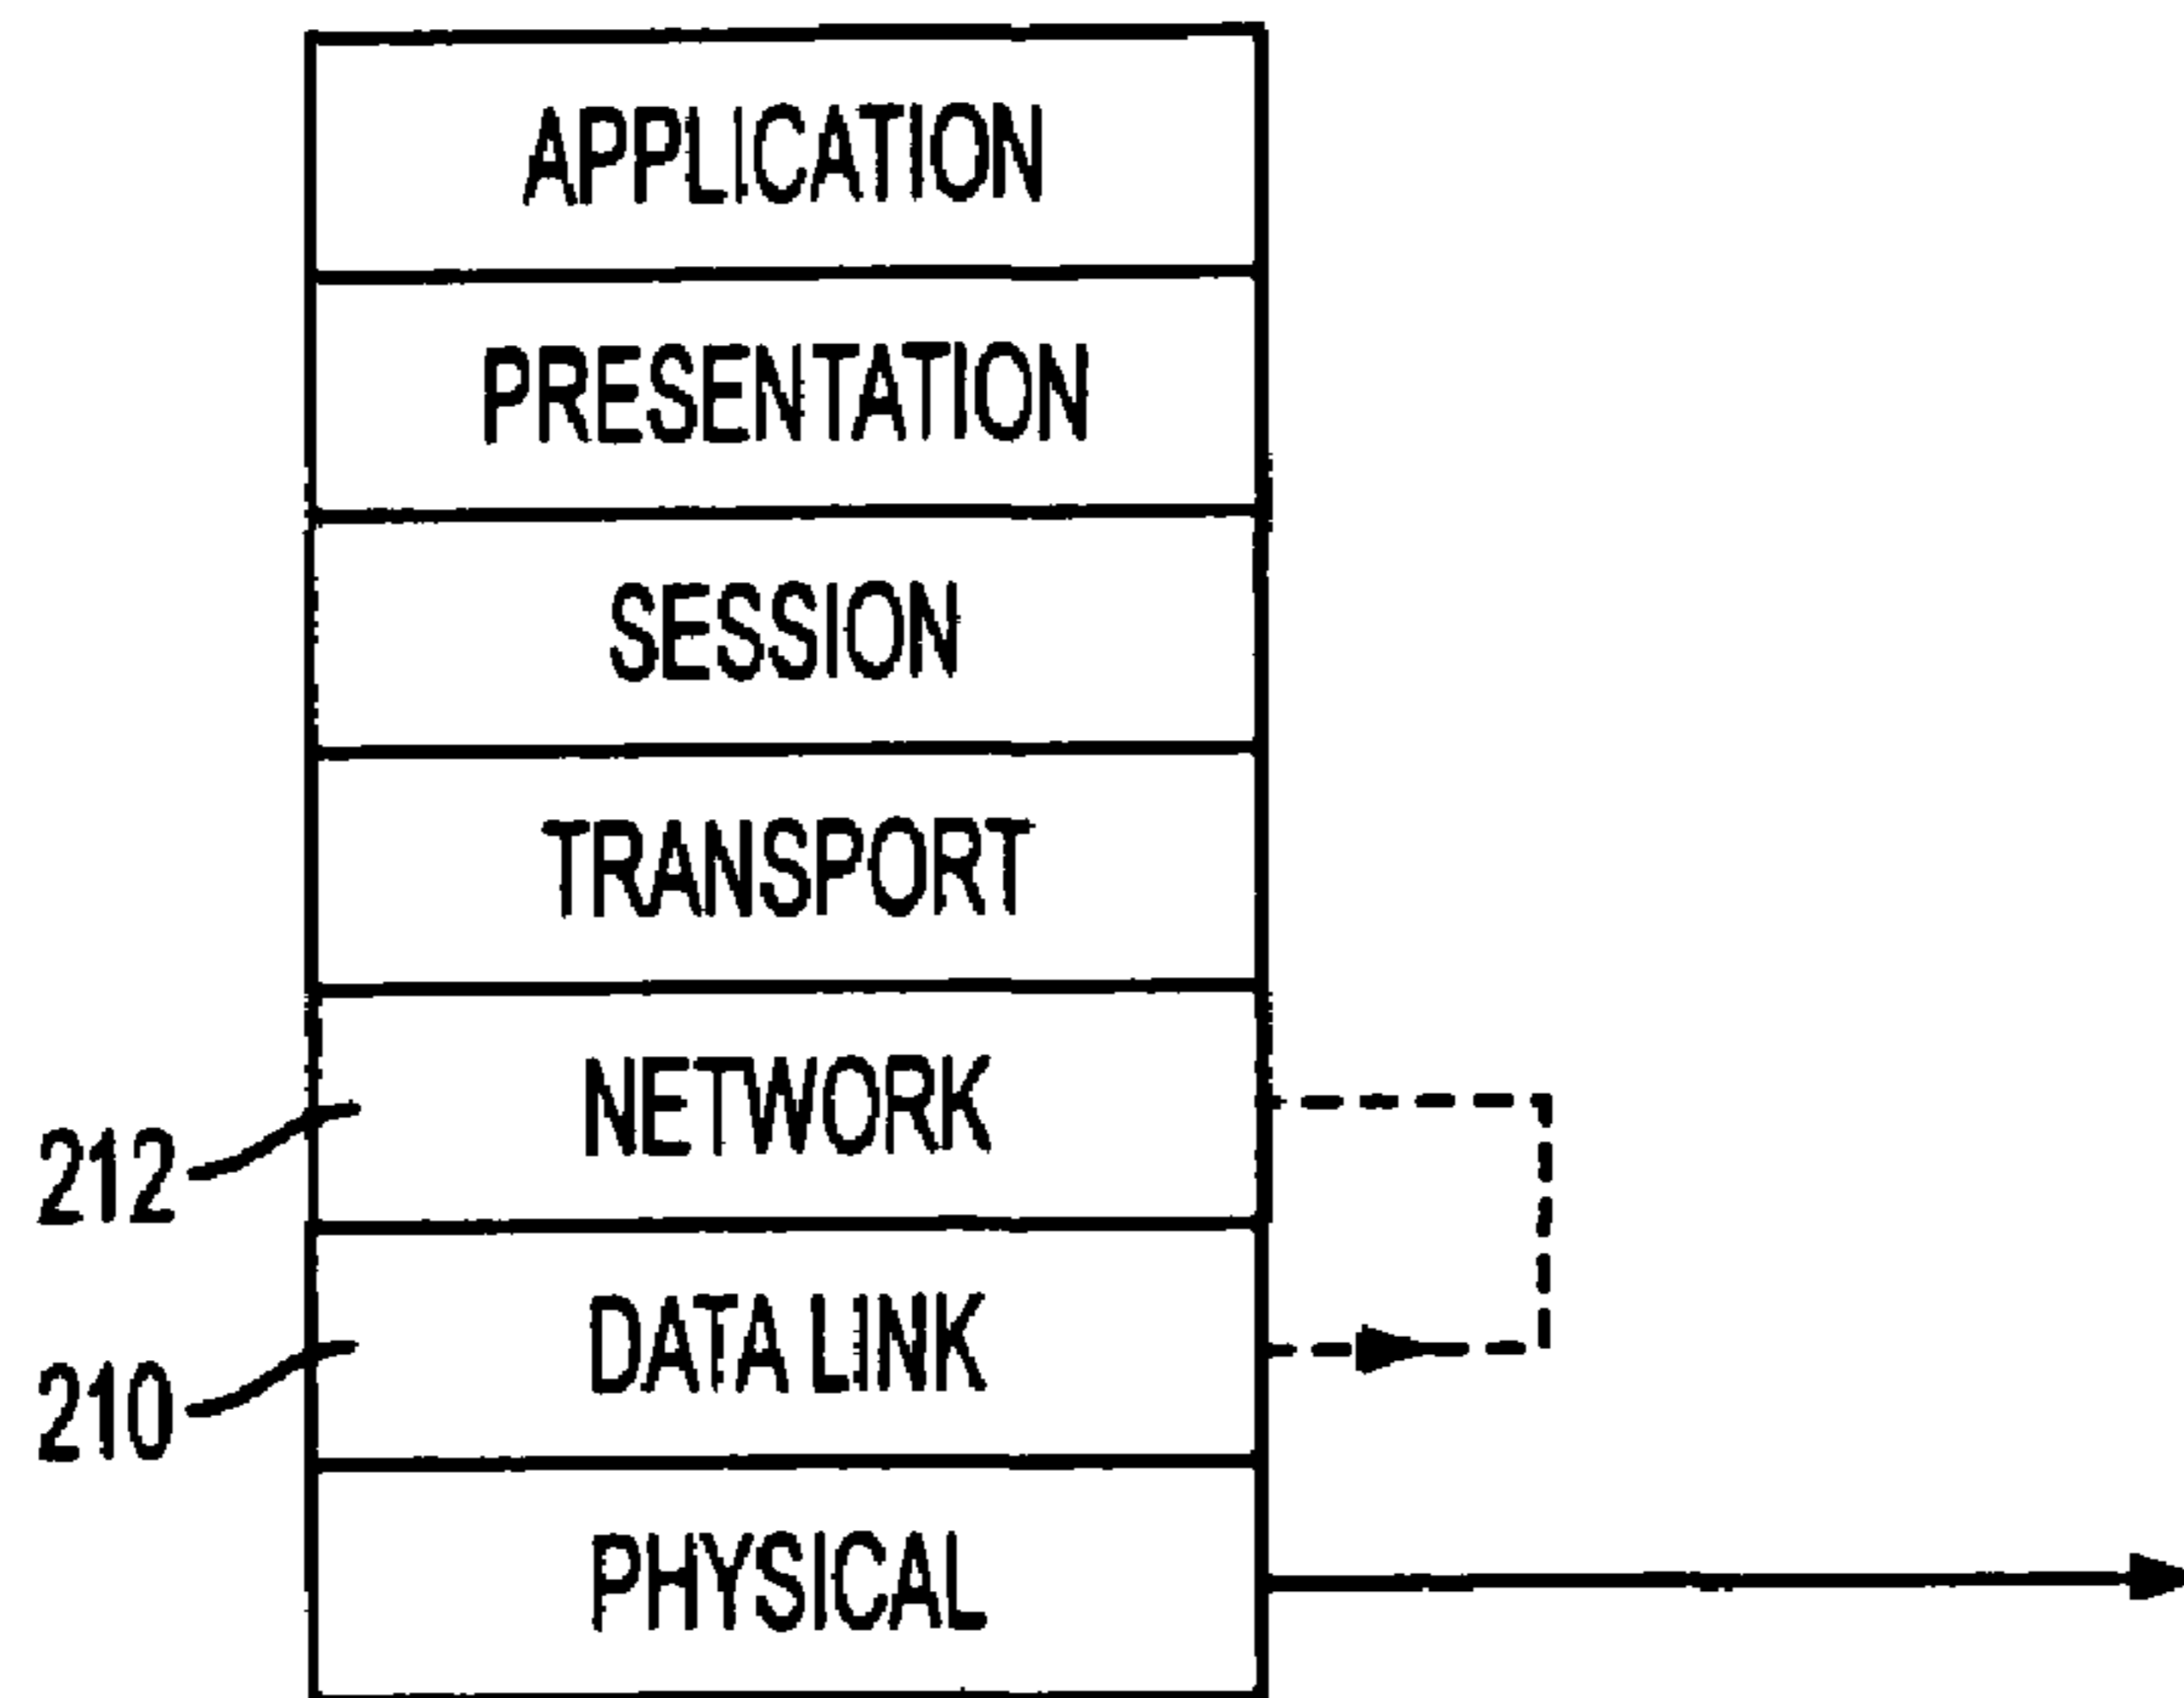 APPLICATION
PRESENTATION
SESSION
TRANSPORT
NETWORK
212
DATA LINK
210
PHYSICAL